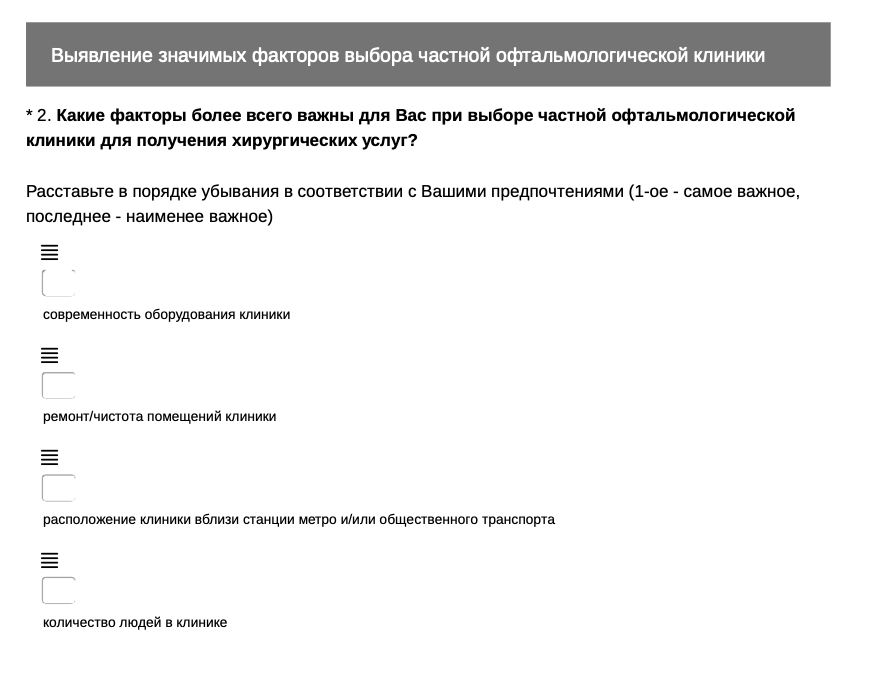 Выявление значимых факторов выбора частной офтальмологической клиники
* 2. Какие факторы более всего важны для Вас при выборе частной офтальмологической
клиники для получения хирургических услуг?
Расставьте в порядке убывания в соответствии с Вашими предпочтениями (1-ое - самое важное,
последнее - наименее важное)
современность оборудования клиники
ремонт/чистота помещений клиники
расположение клиники вблизи станции метро и/или общественного транспорта
количество людей в клинике